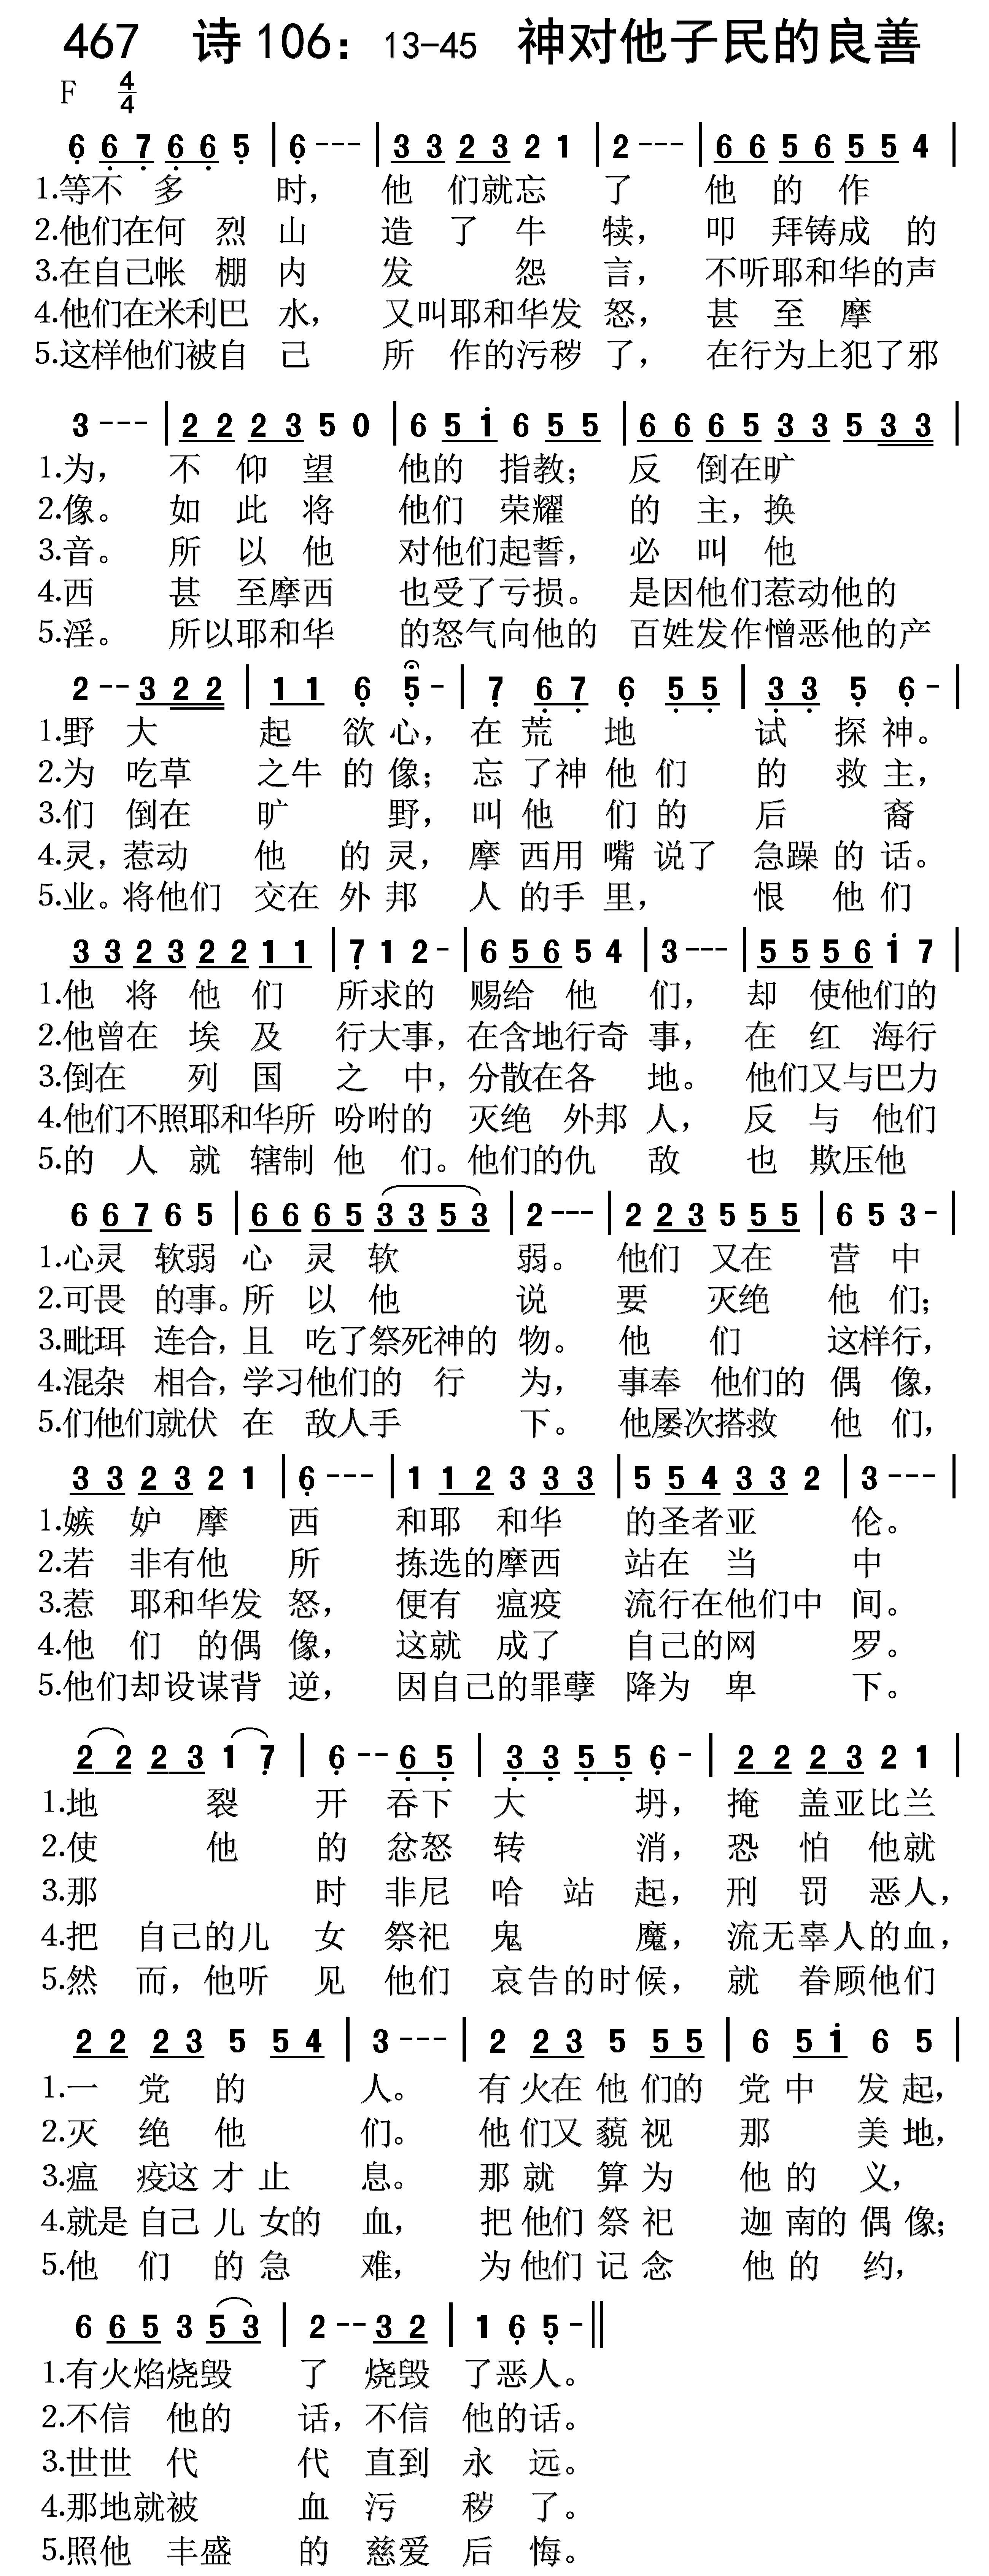 467 诗106：13-45 神对他子民的良善
F 4/4
6 6 7 6 6 5 | 6 --- | 3 3 2 3 2 1 | 2 --- | 6 6 5 6 5 5 4 |
1.等不 多 时， 他 们就忘 了 他 的 作
2.他们在何 烈 山 造 了 牛 犊， 叩 拜铸成 的
3.在自己帐 棚 内 发 怨 言， 不听耶和华的声
4.他们在米利巴 水， 又叫耶和华发 怒， 甚 至 摩
5.这样他们被自 己 所 作的污秽 了， 在行为上犯了邪
3 --- | 2 2 2 3 5 0 | 6 5 1 6 5 5 | 6 6 6 5 3 3 5 3 3 |
1.为， 不 仰 望 他的 指教； 反 倒在旷
2.像。 如 此 将 他们 荣耀 的 主，换
3.音。 所 以 他 对他们起誓， 必 叫 他
4.西 甚 至摩西 也受了亏损。 是因他们惹动他的
5.淫。 所以耶和华 的怒气向他的 百姓发作憎恶他的产
2 -- 3 2 2 | 1 1 6 5 - | 7 6 7 6 5 5 | 3 3 5 6 - |
1.野 大 起 欲 心， 在 荒 地 试 探 神。
2.为 吃草 之牛 的 像； 忘 了神 他 们 的 救 主，
3.们 倒在 旷 野， 叫 他 们 的 后 裔
4.灵，惹动 他 的 灵， 摩 西用 嘴 说了 急躁 的 话。
5.业。将他们 交在 外 邦 人 的手 里， 恨 他 们
3 3 2 3 2 2 1 1 | 7 1 2 - | 6 5 6 5 4 | 3 --- | 5 5 5 6 1 7 |
1.他 将 他 们 所求的 赐给 他 们， 却 使他们的
2.他曾在 埃 及 行大事，在含地行奇 事， 在 红 海行
3.倒在 列 国 之 中，分散在各 地。 他们又与巴力
4.他们不照耶和华所 吩咐的 灭绝 外邦 人， 反 与 他们
5.的 人 就 辖制 他 们。他们的仇 敌 也 欺压他
6 6 7 6 5 | 6 6 6 5 3 3 5 3 | 2 --- | 2 2 3 5 5 5 | 6 5 3 - |
1.心灵 软弱 心 灵 软 弱。 他们 又在 营 中
2.可畏 的事。所 以 他 说 要 灭绝 他 们；
3.毗珥 连合，且 吃了祭死神的 物。 他 们 这样行，
4.混杂 相合，学习他们的 行 为， 事奉 他们的 偶 像，
5.们他们就伏 在 敌人手 下。 他屡次搭救 他 们，
3 3 2 3 2 1 | 6 --- | 1 1 2 3 3 3 | 5 5 4 3 3 2 | 3 --- |
1.嫉 妒 摩 西 和耶 和华 的圣者亚 伦。
2.若 非有他 所 拣选的摩西 站在 当 中
3.惹 耶和华发 怒， 便有 瘟疫 流行在他们中 间。
4.他 们 的偶 像， 这就 成了 自己的网 罗。
5.他们却设谋背 逆， 因自己的罪孽 降为 卑 下。
2 2 2 3 1 7 | 6 -- 6 5 | 3 3 5 5 6 - | 2 2 2 3 2 1 |
1.地 裂 开 吞下 大 坍， 掩 盖亚比兰
2.使 他 的 忿怒 转 消， 恐 怕 他就
3.那 时 非尼 哈 站 起， 刑 罚 恶人，
4.把 自己的儿 女 祭祀 鬼 魔， 流无辜人的血，
5.然 而，他听 见 他们 哀告的时候， 就 眷顾他们
2 2 2 3 5 5 4 | 3 --- | 2 2 3 5 5 5 | 6 5 1 6 5 |
1.一 党 的 人。 有 火在 他 们的 党 中 发 起，
2.灭 绝 他 们。 他 们又 藐 视 那 美 地，
3.瘟 疫这 才 止 息。 那 就 算 为 他 的 义，
4.就是 自己 儿 女的 血， 把 他们 祭 祀 迦 南的 偶 像；
5.他 们 的 急 难， 为 他们 记 念 他 的 约，
6 6 5 3 5 3 | 2 -- 3 2 | 1 6 5 - ||
1.有火焰烧毁 了 烧毁 了恶人。
2.不信 他的 话，不信 他的话。
3.世世 代 代 直到 永 远。
4.那地就被 血 污 秽 了。
5.照他 丰盛 的 慈爱 后 悔。